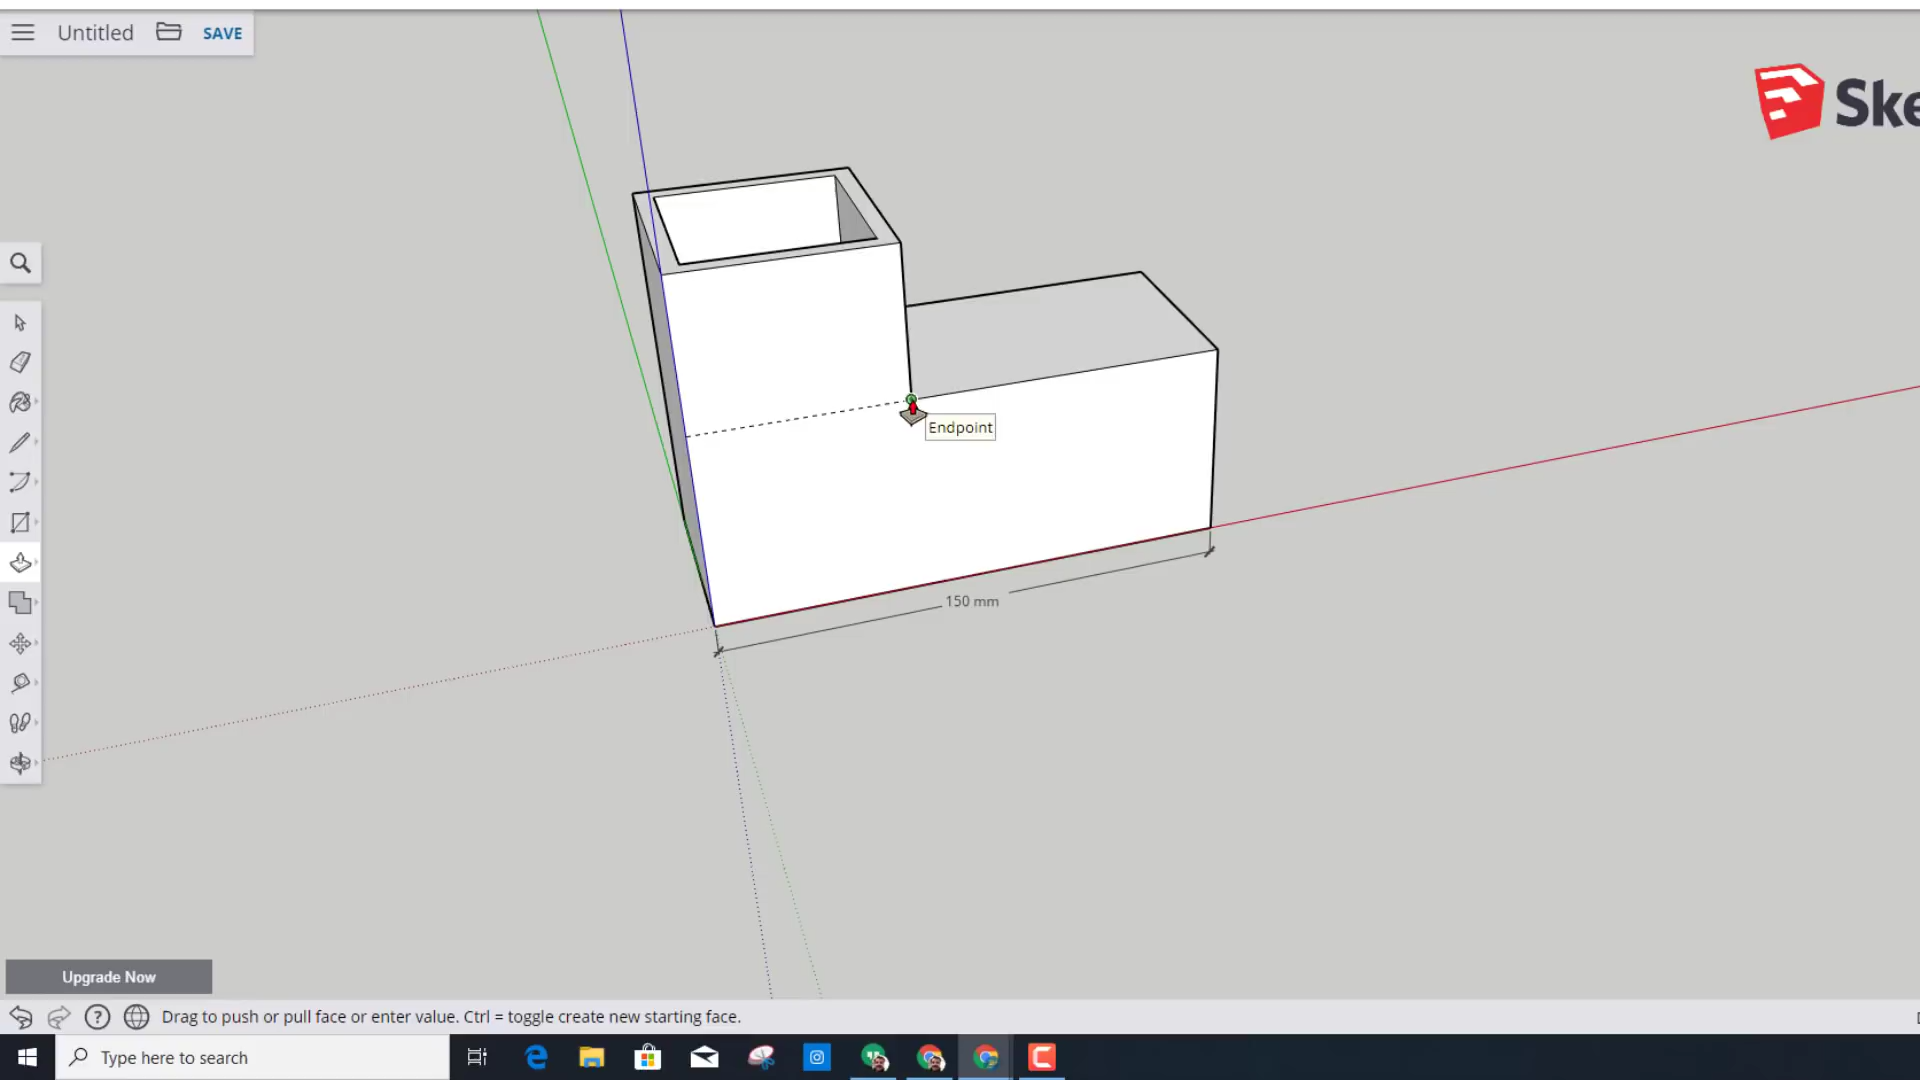 Untitled SAVE
Ske
Endpoint
150 mm
Upgrade Now
Drag to push or pull face or enter value. Ctrl = toggle create new starting face.
Type here to search